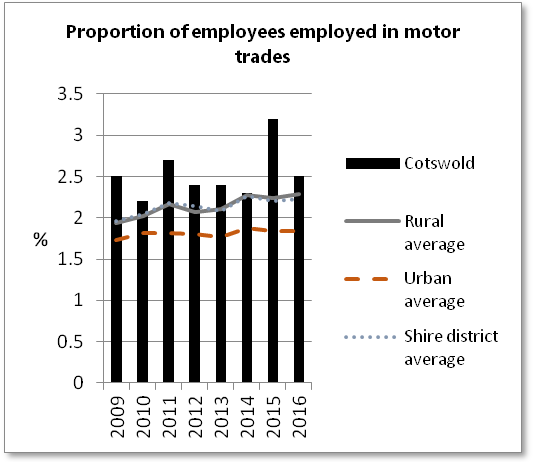 Proportion of employees employed in motor
trades
3.5
3
2.5
2
1.5
1
0.5
0
%
2009
2010
2011
2012
2013
2014
2015
2016
Cotswold
Rural
average
Urban
average
Shire district
average